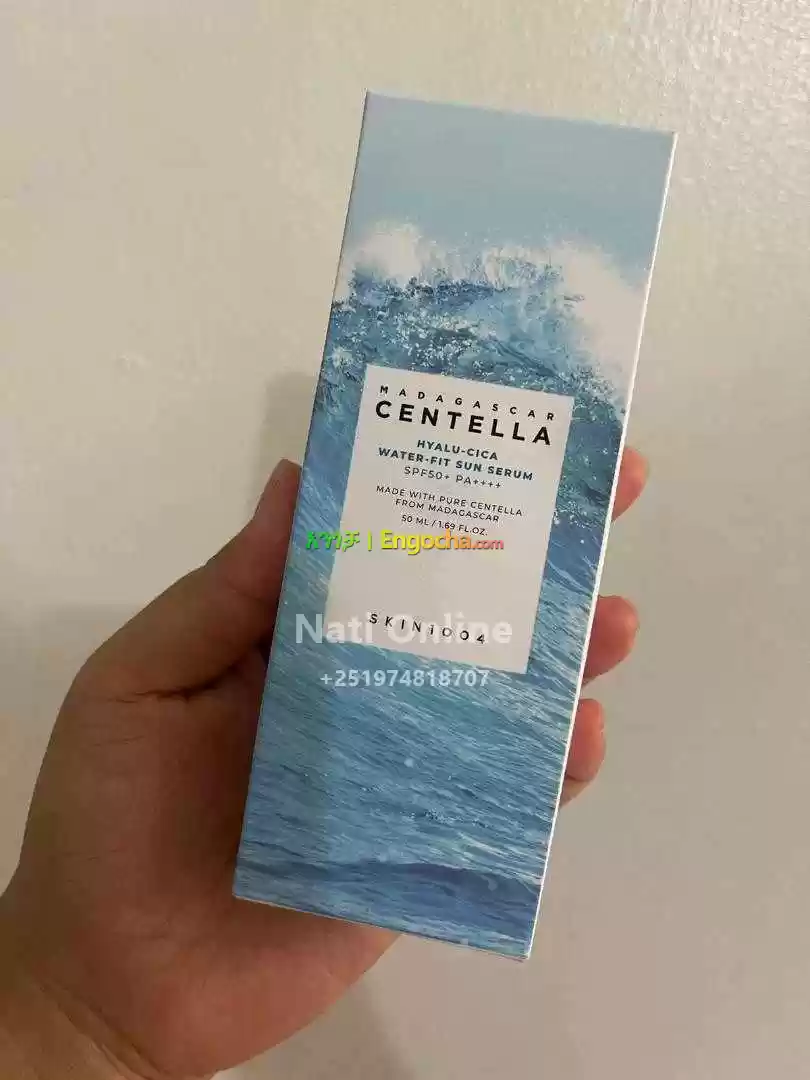 MADAGASCAR
CENTELLA
HYALU-CICA
WATER-FIT SUN SERUM
SPF50+ PA++++
MADE WITH PURE CENTELLA
FROM MADAGASCAR
50 ML / 1.69 FL.OZ.
እንጎቻ | Engocha.com
SKIN1004
Nati Online
+251974818707